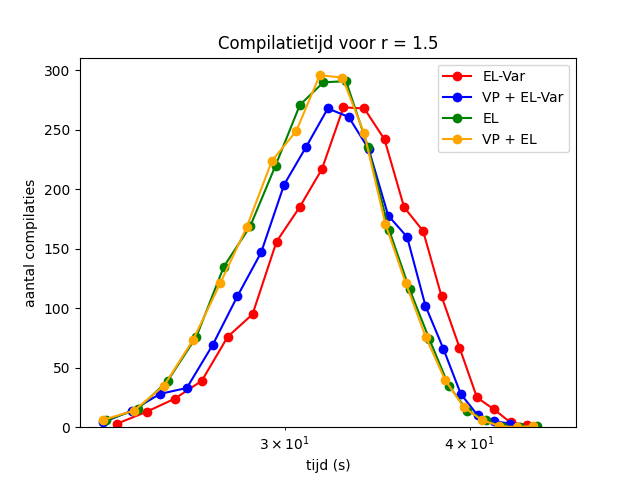 Compilatietijd voor r = 1.5
EL-Var
VP + EL-Var
EL
VP + EL
aantal compilaties
300
250
200
150
100
50
0
3 × 10¹
4 × 10¹
tijd (s)